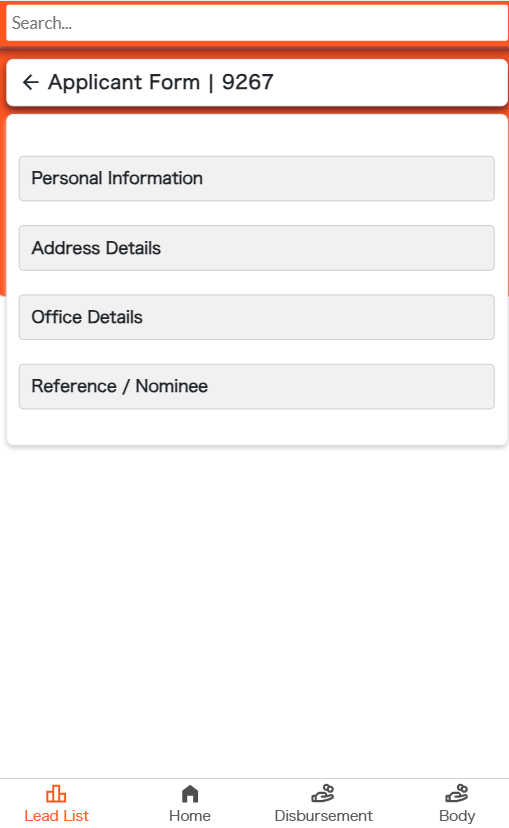 Search...
Applicant Form | 9267
Personal Information
Address Details
Office Details
Reference / Nominee
Lead List
Home
Disbursement
Body